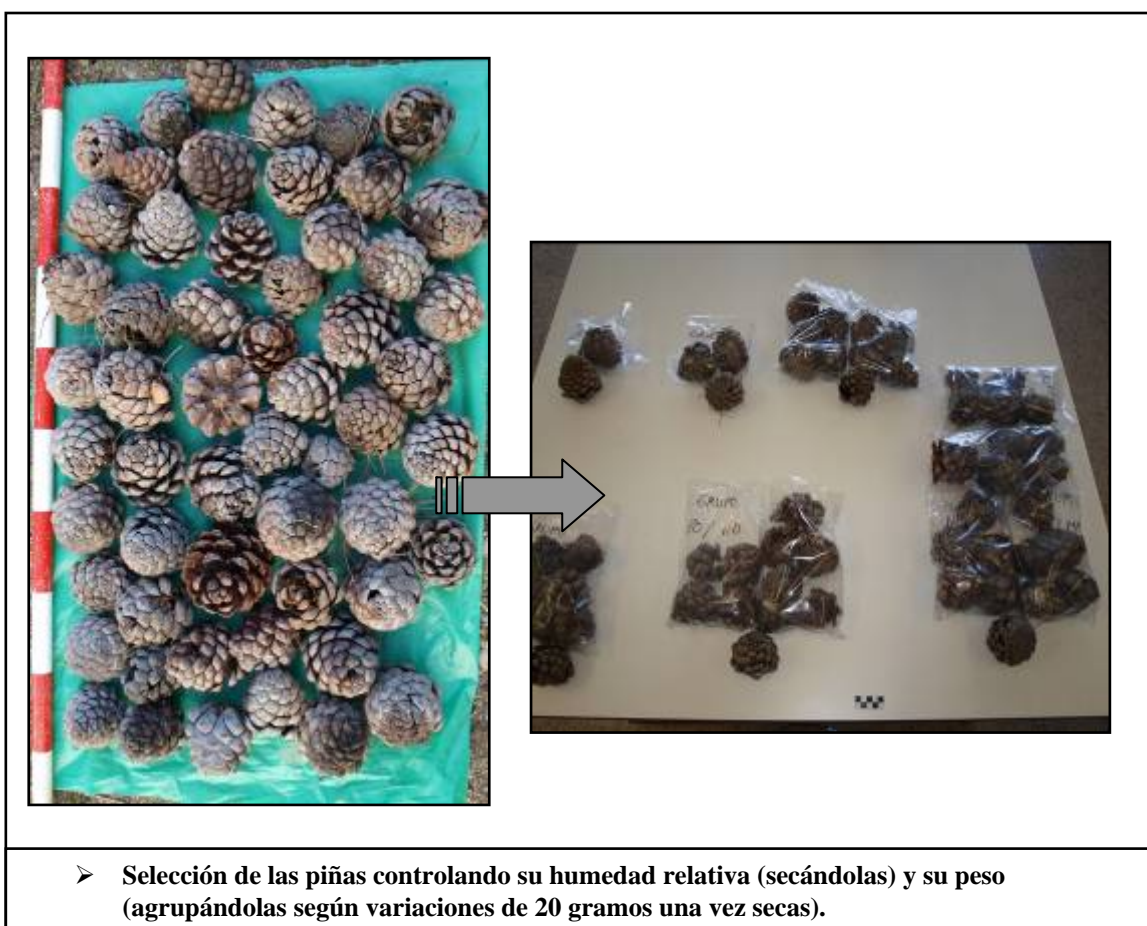 GRUPO
➢ Selección de las piñas controlando su humedad relativa (secándolas) y su peso
(agrupándolas según variaciones de 20 gramos una vez secas).